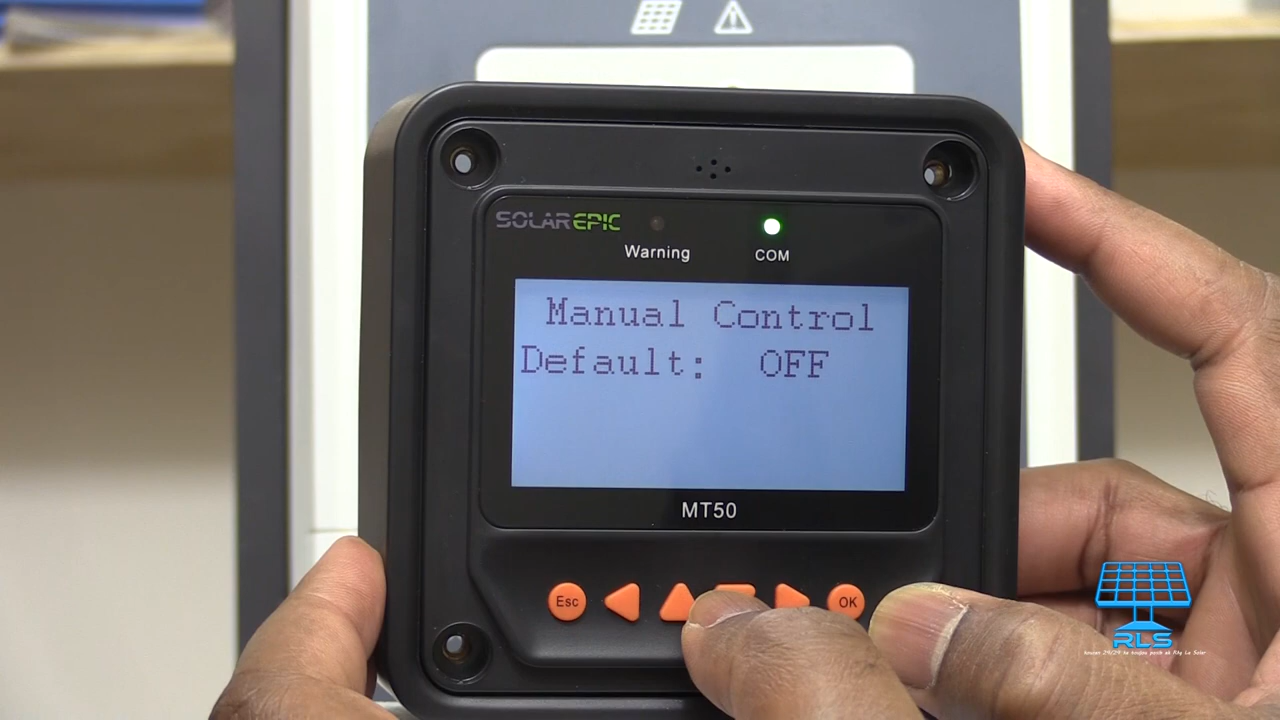 SOLAREPIC
Warning
COM
Manual Control
Default: OFF
MT50
Esc
OK
RLS